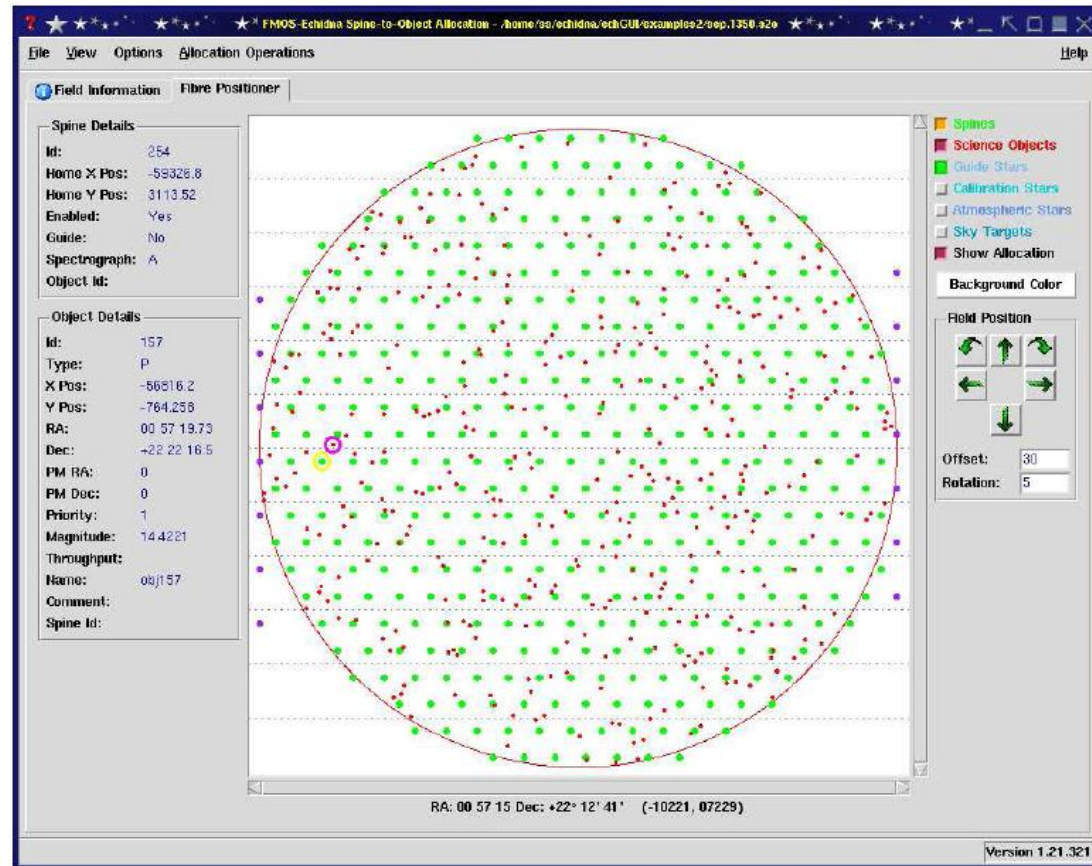 FMOS-Echidna Spine-to-Object Allocation - /home/ss/echidna/echGUI/examples2/sep.1350.s2o
File View Options Allocation Operations Help
Field Information Fibre Positioner
Spine Details
Id: 254
Home X Pos: -59326.8
Home Y Pos: 3113.52
Enabled: Yes
Guide: No
Spectrograph: A
Object Id:
Object Details
Id: 157
Type: P
X Pos: -56816.2
Y Pos: -764.258
RA: 00 57 19.73
Dec: +22 22 16.5
PM RA: 0
PM Dec: 0
Priority: 1
Magnitude: 14.4221
Throughput:
Name: obj157
Comment:
Spine Id:
Spines
Science Objects
Guide Stars
Calibration Stars
Atmospheric Stars
Sky Targets
Show Allocation
Background Color
Field Position
Offset: 30
Rotation: 5
RA: 00 57 15 Dec: +22° 12' 41' (-10221, 07229)
Version 1.21.321